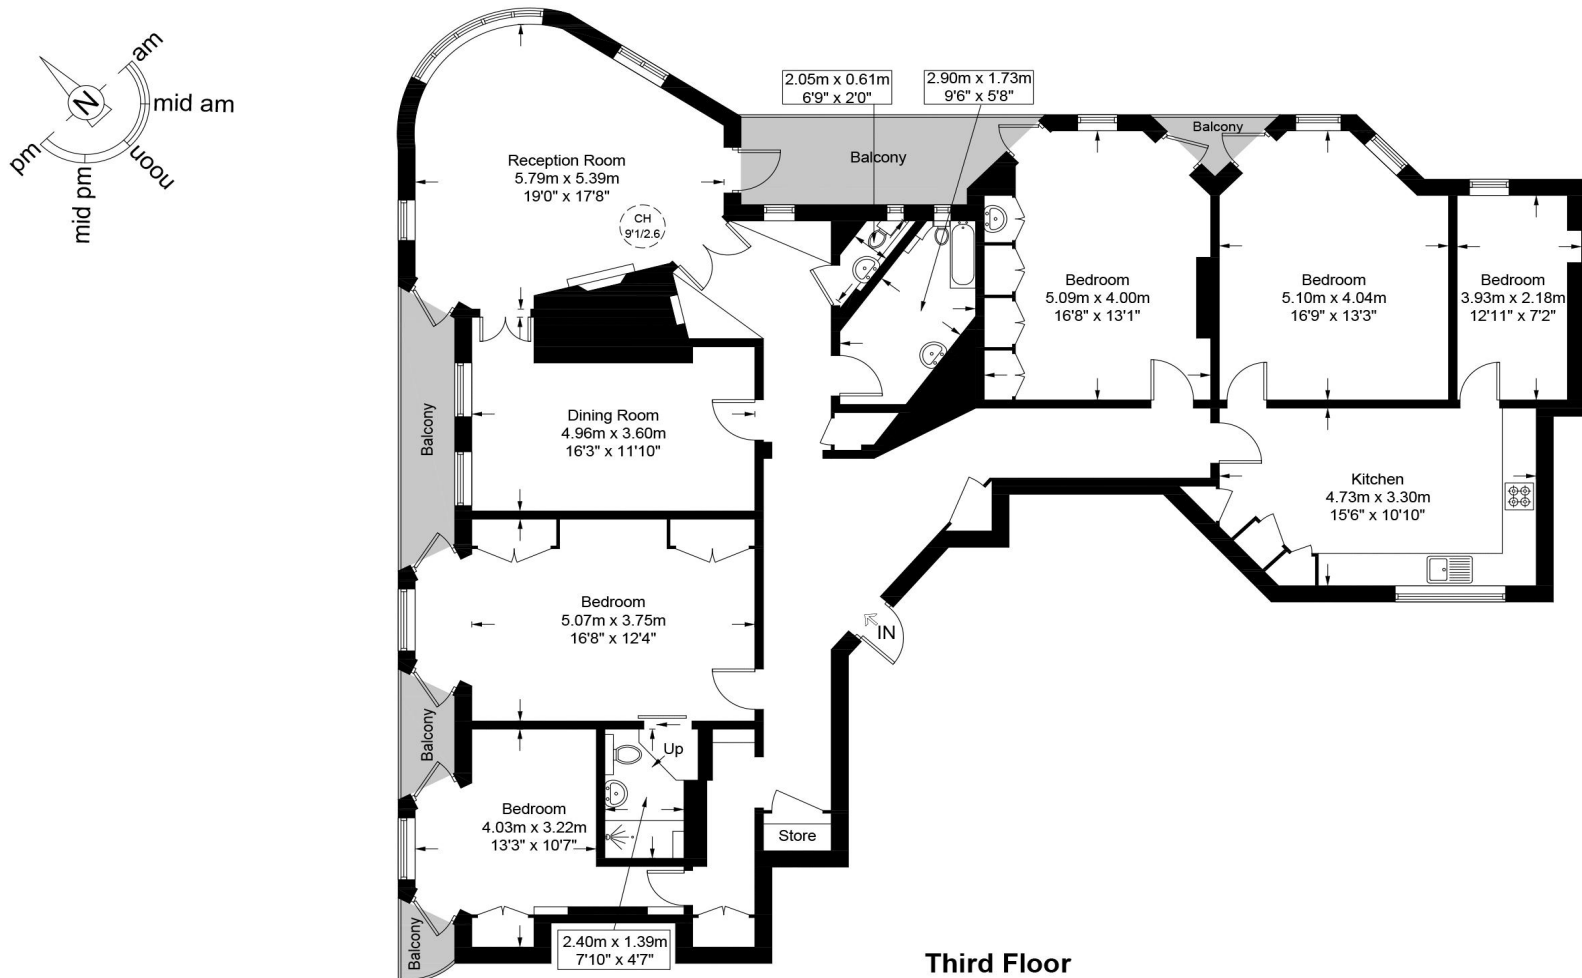 am
mid am
noon
mid pm
pm
N
Reception Room
5.79m x 5.39m
19'0" x 17'8"
CH
9'1/2.6
2.05m x 0.61m
6'9" x 2'0"
2.90m x 1.73m
9'6" x 5'8"
Balcony
Balcony
Bedroom
5.09m x 4.00m
16'8" x 13'1"
Bedroom
5.10m x 4.04m
16'9" x 13'3"
Bedroom
3.93m x 2.18m
12'11" x 7'2"
Balcony
Dining Room
4.96m x 3.60m
16'3" x 11'10"
Kitchen
4.73m x 3.30m
15'6" x 10'10"
Bedroom
5.07m x 3.75m
16'8" x 12'4"
IN
Balcony
Up
Bedroom
4.03m x 3.22m
13'3" x 10'7"
Store
Balcony
2.40m x 1.39m
7'10" x 4'7"
Third Floor